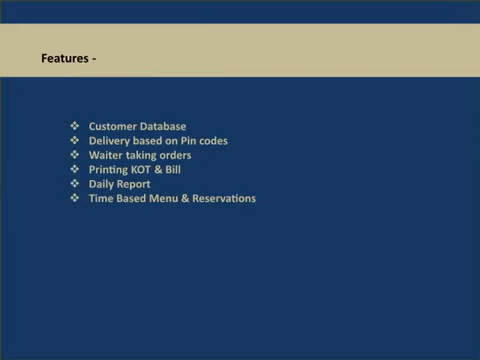 Features -
❖ Customer Database
❖ Delivery based on Pin codes
❖ Waiter taking orders
❖ Printing KOT & Bill
❖ Daily Report
❖ Time Based Menu & Reservations